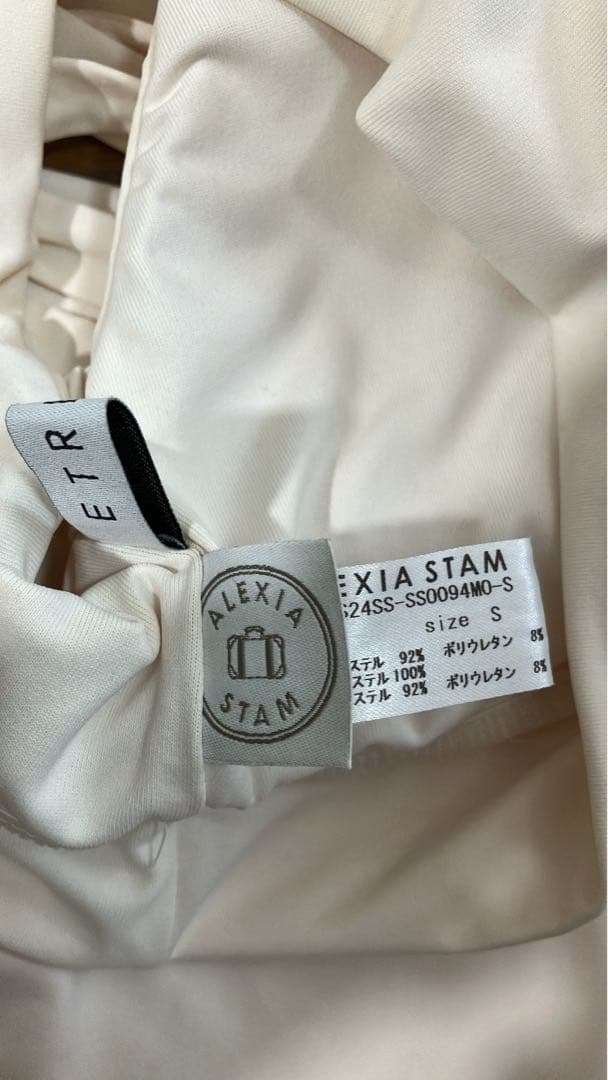 ETR
ALEXIA
STAM
EXIA STAM
S24SS-SS0094MO-S
size S
ステル 92% ポリウレタン 8%
ステル 100%
ステル 92% ポリウレタン 8%